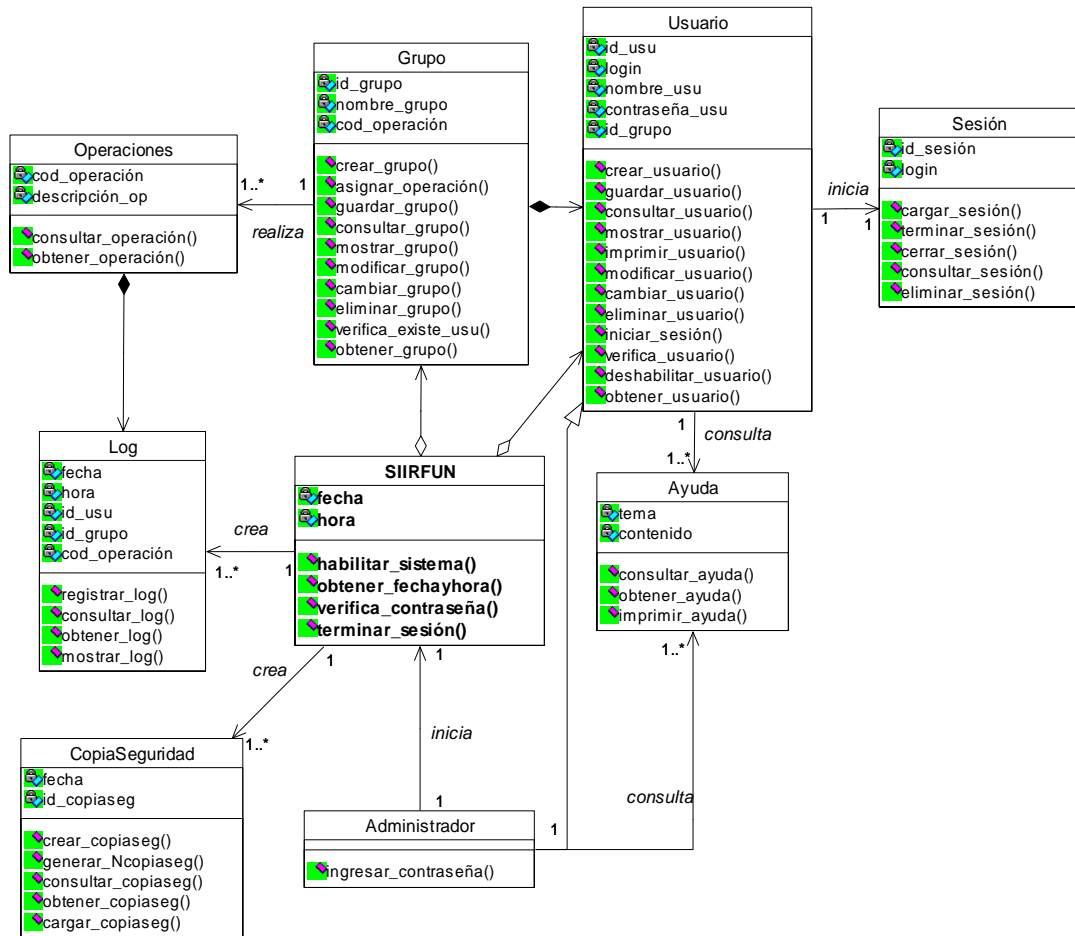 Usuario
id_usu
login
nombre_usu
contraseña_usu
id_grupo
crear_usuario()
guardar_usuario()
consultar_usuario()
mostrar_usuario()
imprimir_usuario()
modificar_usuario()
cambiar_usuario()
eliminar_usuario()
iniciar_sesión()
verifica_usuario()
deshabilitar_usuario()
obtener_usuario()
Grupo
id_grupo
nombre_grupo
cod_operación
crear_grupo()
asignar_operación()
guardar_grupo()
consultar_grupo()
mostrar_grupo()
modificar_grupo()
cambiar_grupo()
eliminar_grupo()
verifica_existe_usu()
obtener_grupo()
Operaciones
cod_operación
descripción_op
consultar_operación()
obtener_operación()
1..*
1
realiza
Sesión
id_sesión
login
cargar_sesión()
terminar_sesión()
cerrar_sesión()
consultar_sesión()
eliminar_sesión()
inicia
1
1
Log
fecha
hora
id_usu
id_grupo
cod_operación
registrar_log()
consultar_log()
obtener_log()
mostrar_log()
crea
1..*
1
SIIRFUN
fecha
hora
habilitar_sistema()
obtener_fechayhora()
verifica_contraseña()
terminar_sesión()
1
consulta
1..*
Ayuda
tema
contenido
consultar_ayuda()
obtener_ayuda()
imprimir_ayuda()
1..*
crea
1
1..*
1
inicia
1
CopiaSeguridad
fecha
id_copiaseg
crear_copiaseg()
generar_Ncopiaseg()
consultar_copiaseg()
obtener_copiaseg()
cargar_copiaseg()
Administrador
ingresar_contraseña()
1
consulta